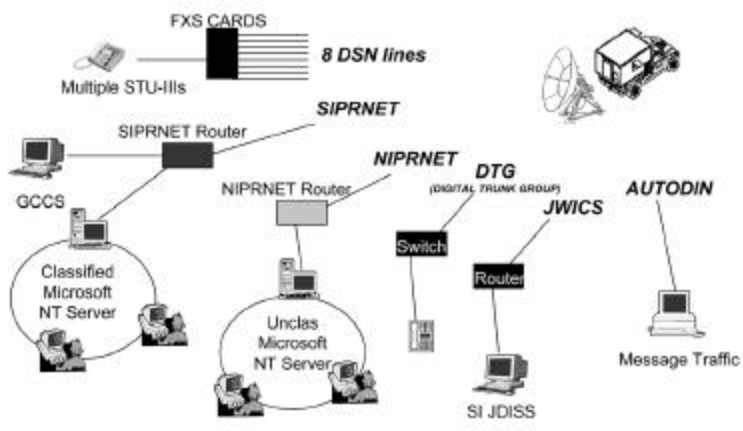 FXS CARDS
8 DSN lines
Multiple STU-IIIs
SIPRNET
SIPRNET Router
NIPRNET
DTG
(DIGITAL TRUNK GROUP)
GCCS
NIPRNET Router
JWICS
AUTODIN
Switch
Classified
Microsoft
NT Server
Router
Unclas
Microsoft
NT Server
Message Traffic
SI JDISS